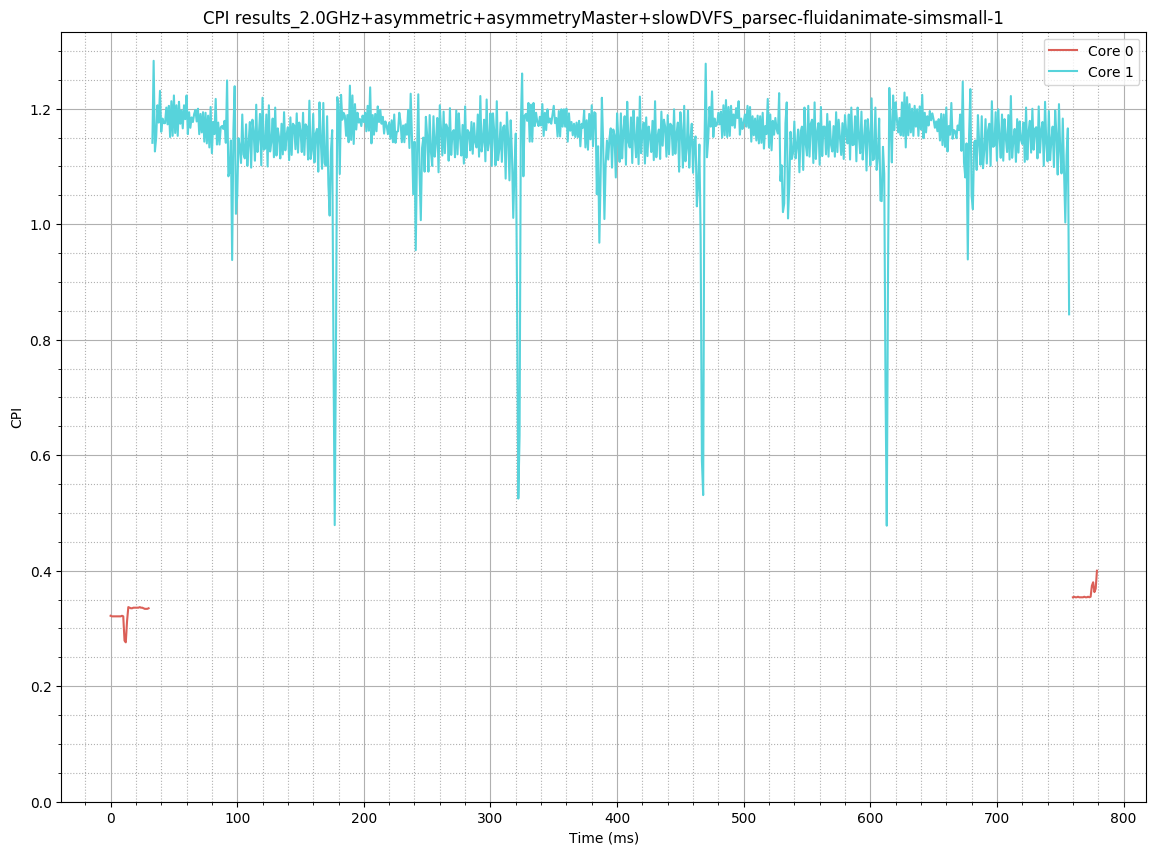 CPI results_2.0GHz+asymmetric+asymmetryMaster+slowDVFS_parsec-fluidanimate-simsmall-1
Core 0
Core 1
CPI
1.2
1.0
0.8
0.6
0.4
0.2
0.0
0 100 200 300 400 500 600 700 800
Time (ms)